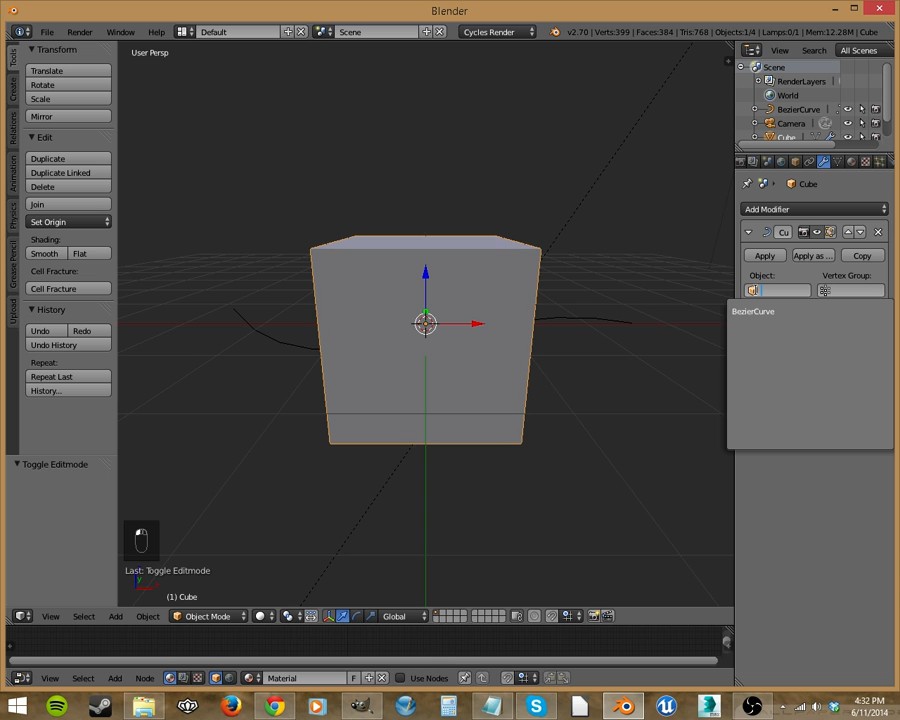 Blender
File Render Window Help Default Scene Cycles Render v2.70 | Verts:399 | Faces:384 | Tris:768 | Objects:1/4 | Lamps:0/1 | Mem:12.28M | Cube
Tools
Create
Relations
Animation
Physics
Grease Pencil
Upload
Transform
Translate
Rotate
Scale
Mirror
Edit
Duplicate
Duplicate Linked
Delete
Join
Set Origin
Shading:
Smooth Flat
Cell Fracture:
Cell Fracture
History
Undo Redo
Undo History
Repeat:
Repeat Last
History...
Toggle Editmode
User Persp
Last: Toggle Editmode
y
(1) Cube
View Search All Scenes
Scene
RenderLayers
World
BezierCurve
Camera
Cube
Cube
Add Modifier
Cu
Apply Apply as ... Copy
Object: Vertex Group:
BezierCurve
View Select Add Object Object Mode Global
View Select Add Node Material F Use Nodes
4:32 PM
6/11/2014